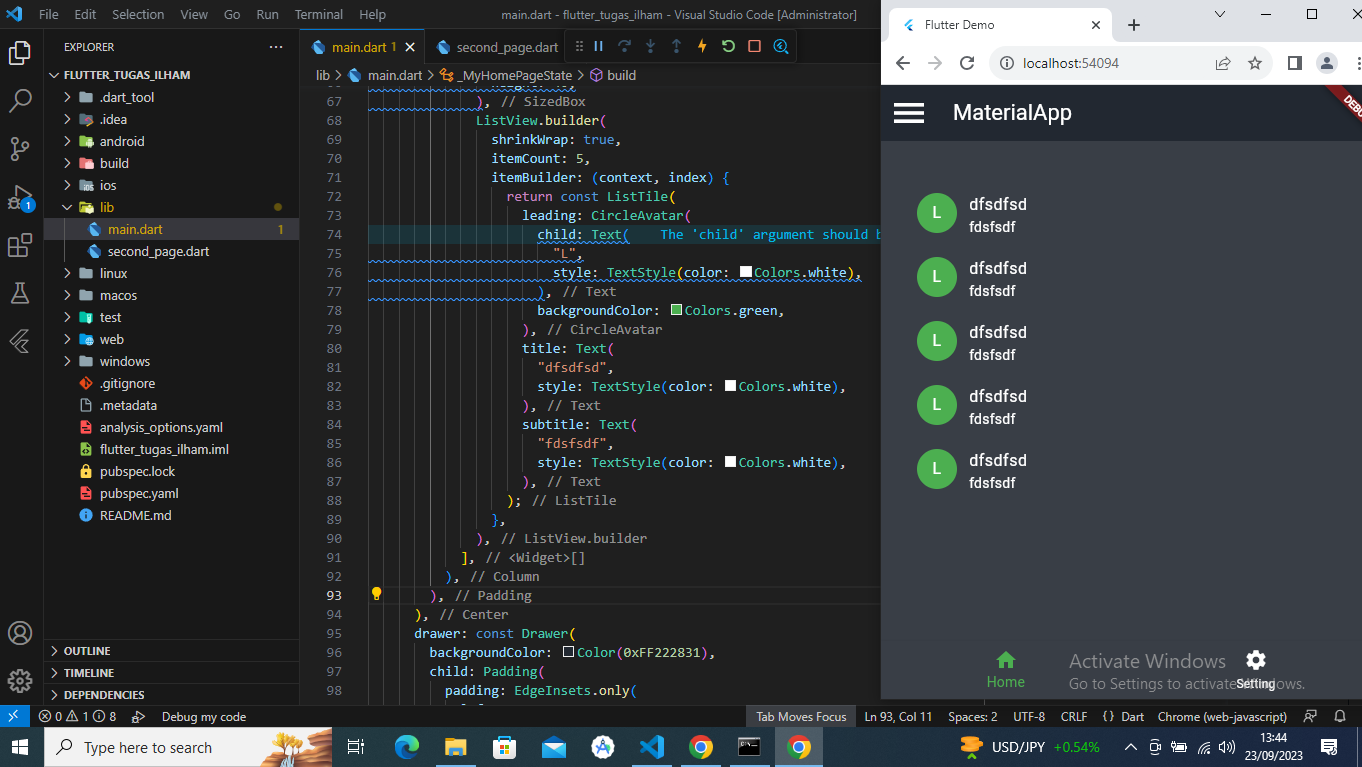 File Edit Selection View Go Run Terminal Help
main.dart - flutter_tugas_ilham - Visual Studio Code [Administrator]
EXPLORER
FLUTTER_TUGAS_ILHAM
.dart_tool
.idea
android
build
ios
lib
main.dart 1
second_page.dart
linux
macos
test
web
windows
.gitignore
.metadata
analysis_options.yaml
flutter_tugas_ilham.iml
pubspec.lock
pubspec.yaml
README.md
OUTLINE
TIMELINE
DEPENDENCIES
1
main.dart 1
second_page.dart
lib > main.dart > _MyHomePageState > build
67 ), // SizedBox
68 ListView.builder(
69 shrinkWrap: true,
70 itemCount: 5,
71 itemBuilder: (context, index) {
72 return const ListTile(
73 leading: CircleAvatar(
74 child: Text( The 'child' argument should b
75 "L",
76 style: TextStyle(color: Colors.white),
77 ), // Text
78 backgroundColor: Colors.green,
79 ), // CircleAvatar
80 title: Text(
81 "dfsdfsd",
82 style: TextStyle(color: Colors.white),
83 ), // Text
84 subtitle: Text(
85 "fdsfsdf",
86 style: TextStyle(color: Colors.white),
87 ), // Text
88 ); // ListTile
89 },
90 ), // ListView.builder
91 ], // <Widget>[]
92 ), // Column
93 ), // Padding
94 ), // Center
95 drawer: const Drawer(
96 backgroundColor: Color(0xFF222831),
97 child: Padding(
98 padding: EdgeInsets.only(
Flutter Demo
localhost:54094
MaterialApp
DEBU
L
dfsdfsd
fdsfsdf
L
dfsdfsd
fdsfsdf
L
dfsdfsd
fdsfsdf
L
dfsdfsd
fdsfsdf
L
dfsdfsd
fdsfsdf
Home
Setting
Activate Windows
Go to Settings to activate Windows.
0 1 8 Debug my code
Tab Moves Focus Ln 93, Col 11 Spaces: 2 UTF-8 CRLF {} Dart Chrome (web-javascript)
Type here to search
USD/JPY +0.54%
13:44
23/09/2023